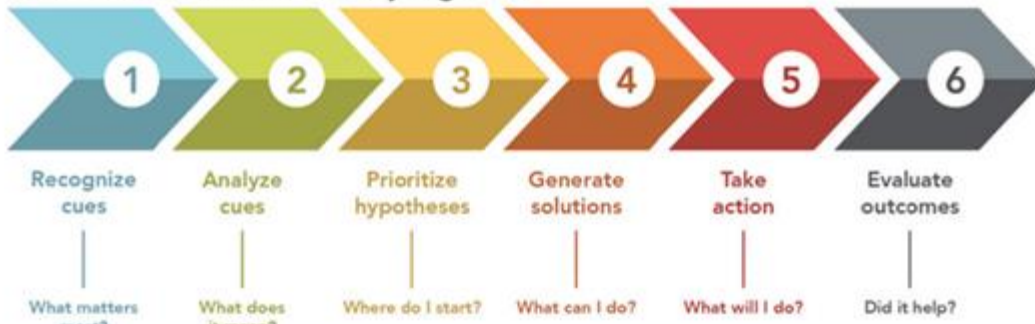 1
2
3
4
5
6
Recognize
cues
Analyze
cues
Prioritize
hypotheses
Generate
solutions
Take
action
Evaluate
outcomes
What matters
What does
Where do I start?
What can I do?
What will I do?
Did it help?